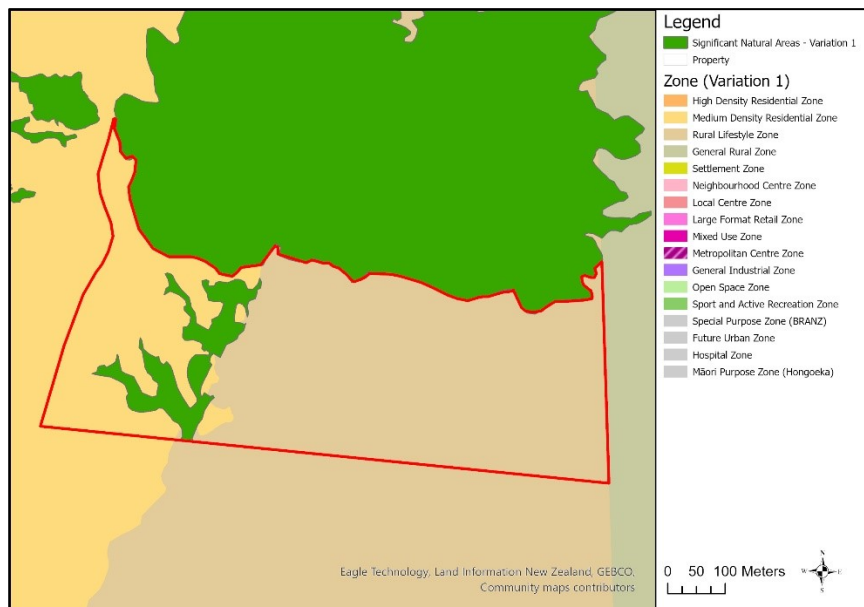 Legend
Significant Natural Areas - Variation 1
Property
Zone (Variation 1)
High Density Residential Zone
Medium Density Residential Zone
Rural Lifestyle Zone
General Rural Zone
Settlement Zone
Neighbourhood Centre Zone
Local Centre Zone
Large Format Retail Zone
Mixed Use Zone
Metropolitan Centre Zone
General Industrial Zone
Open Space Zone
Sport and Active Recreation Zone
Special Purpose Zone (BRANZ)
Future Urban Zone
Hospital Zone
Māori Purpose Zone (Hongoeka)
Eagle Technology, Land Information New Zealand, GEBCO,
Community maps contributors
0 50 100 Meters
N
W E
S